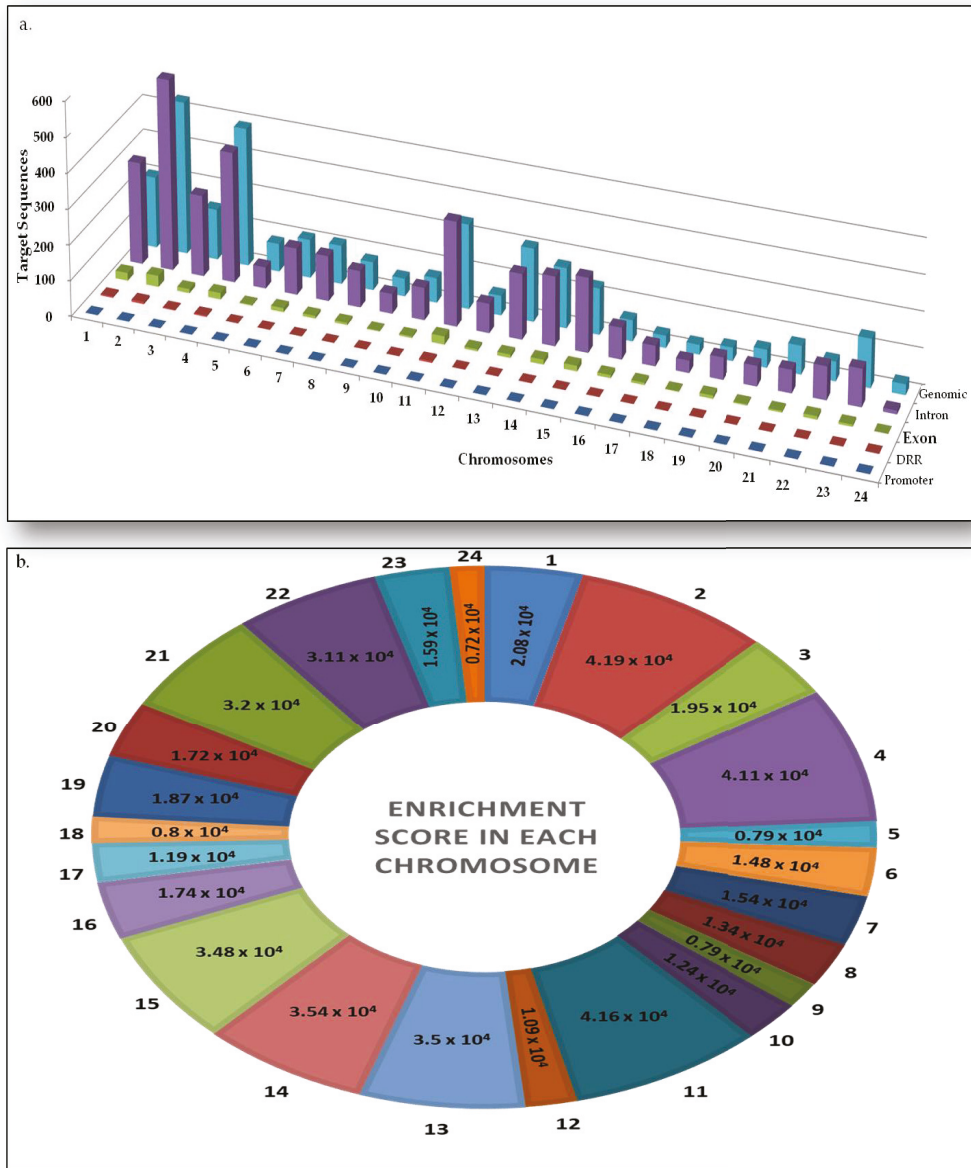 a.
600
500
400
300
200
100
0
Target Sequences
1 2 3 4 5 6 7 8 9 10 11 12 13 14 15 16 17 18 19 20 21 22 23 24
Chromosomes
Genomic
Intron
Exon
DRR
Promoter
b.
1
2.08 x 10⁴
2
4.19 x 10⁴
3
1.95 x 10⁴
4
4.11 x 10⁴
5
0.79 x 10⁴
6
1.48 x 10⁴
7
1.54 x 10⁴
8
1.34 x 10⁴
9
0.79 x 10⁴
10
1.24 x 10⁴
11
4.16 x 10⁴
12
1.09 x 10⁴
13
3.5 x 10⁴
14
3.54 x 10⁴
15
3.48 x 10⁴
16
1.74 x 10⁴
17
1.19 x 10⁴
18
0.8 x 10⁴
19
1.87 x 10⁴
20
1.72 x 10⁴
21
3.2 x 10⁴
22
3.11 x 10⁴
23
1.59 x 10⁴
24
0.72 x 10⁴
ENRICHMENT
SCORE IN EACH
CHROMOSOME